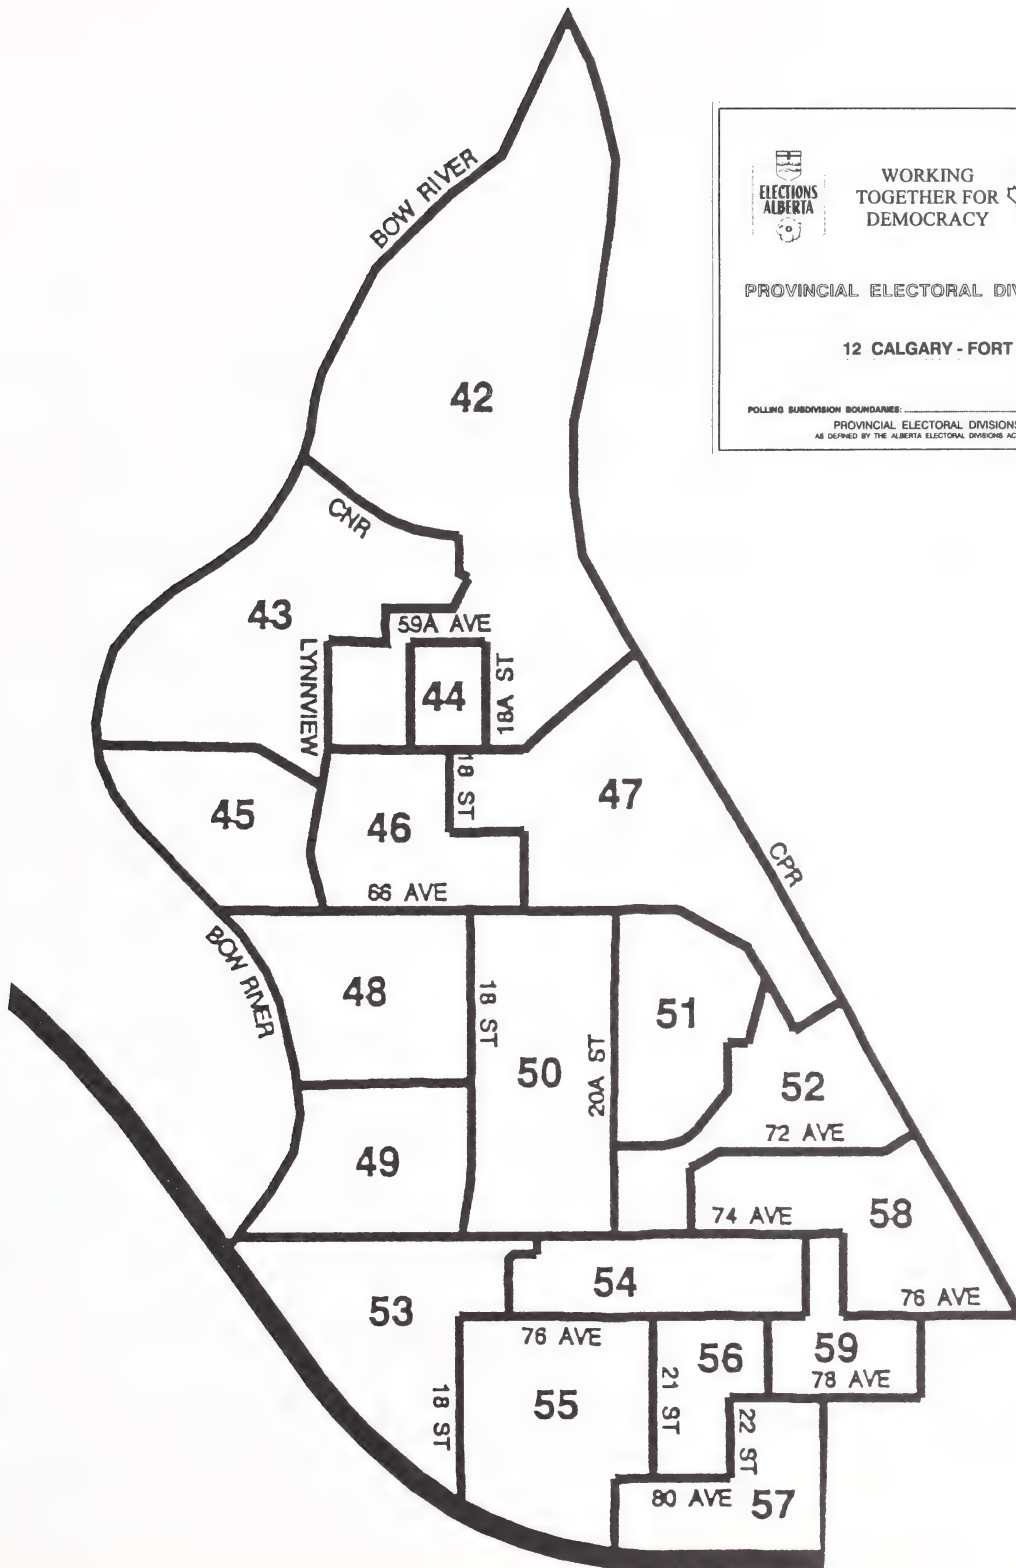 BOW RIVER
ELECTIONS
ALBERTA
WORKING
TOGETHER FOR
DEMOCRACY
PROVINCIAL ELECTORAL DIV
12 CALGARY - FORT
POLLING SUBDIVISION BOUNDARIES:
PROVINCIAL ELECTORAL DIVISIONS
AS DEFINED BY THE ALBERTA ELECTORAL DIVISIONS AC
42
CNR
43
59A AVE
LYNNVIEW
44
18A ST
18 ST
47
45
46
CPR
66 AVE
BOW RIVER
48
18 ST
51
50
20A ST
52
72 AVE
49
74 AVE
58
54
53
76 AVE
76 AVE
56
59
78 AVE
55
21 ST
18 ST
22 ST
80 AVE
57